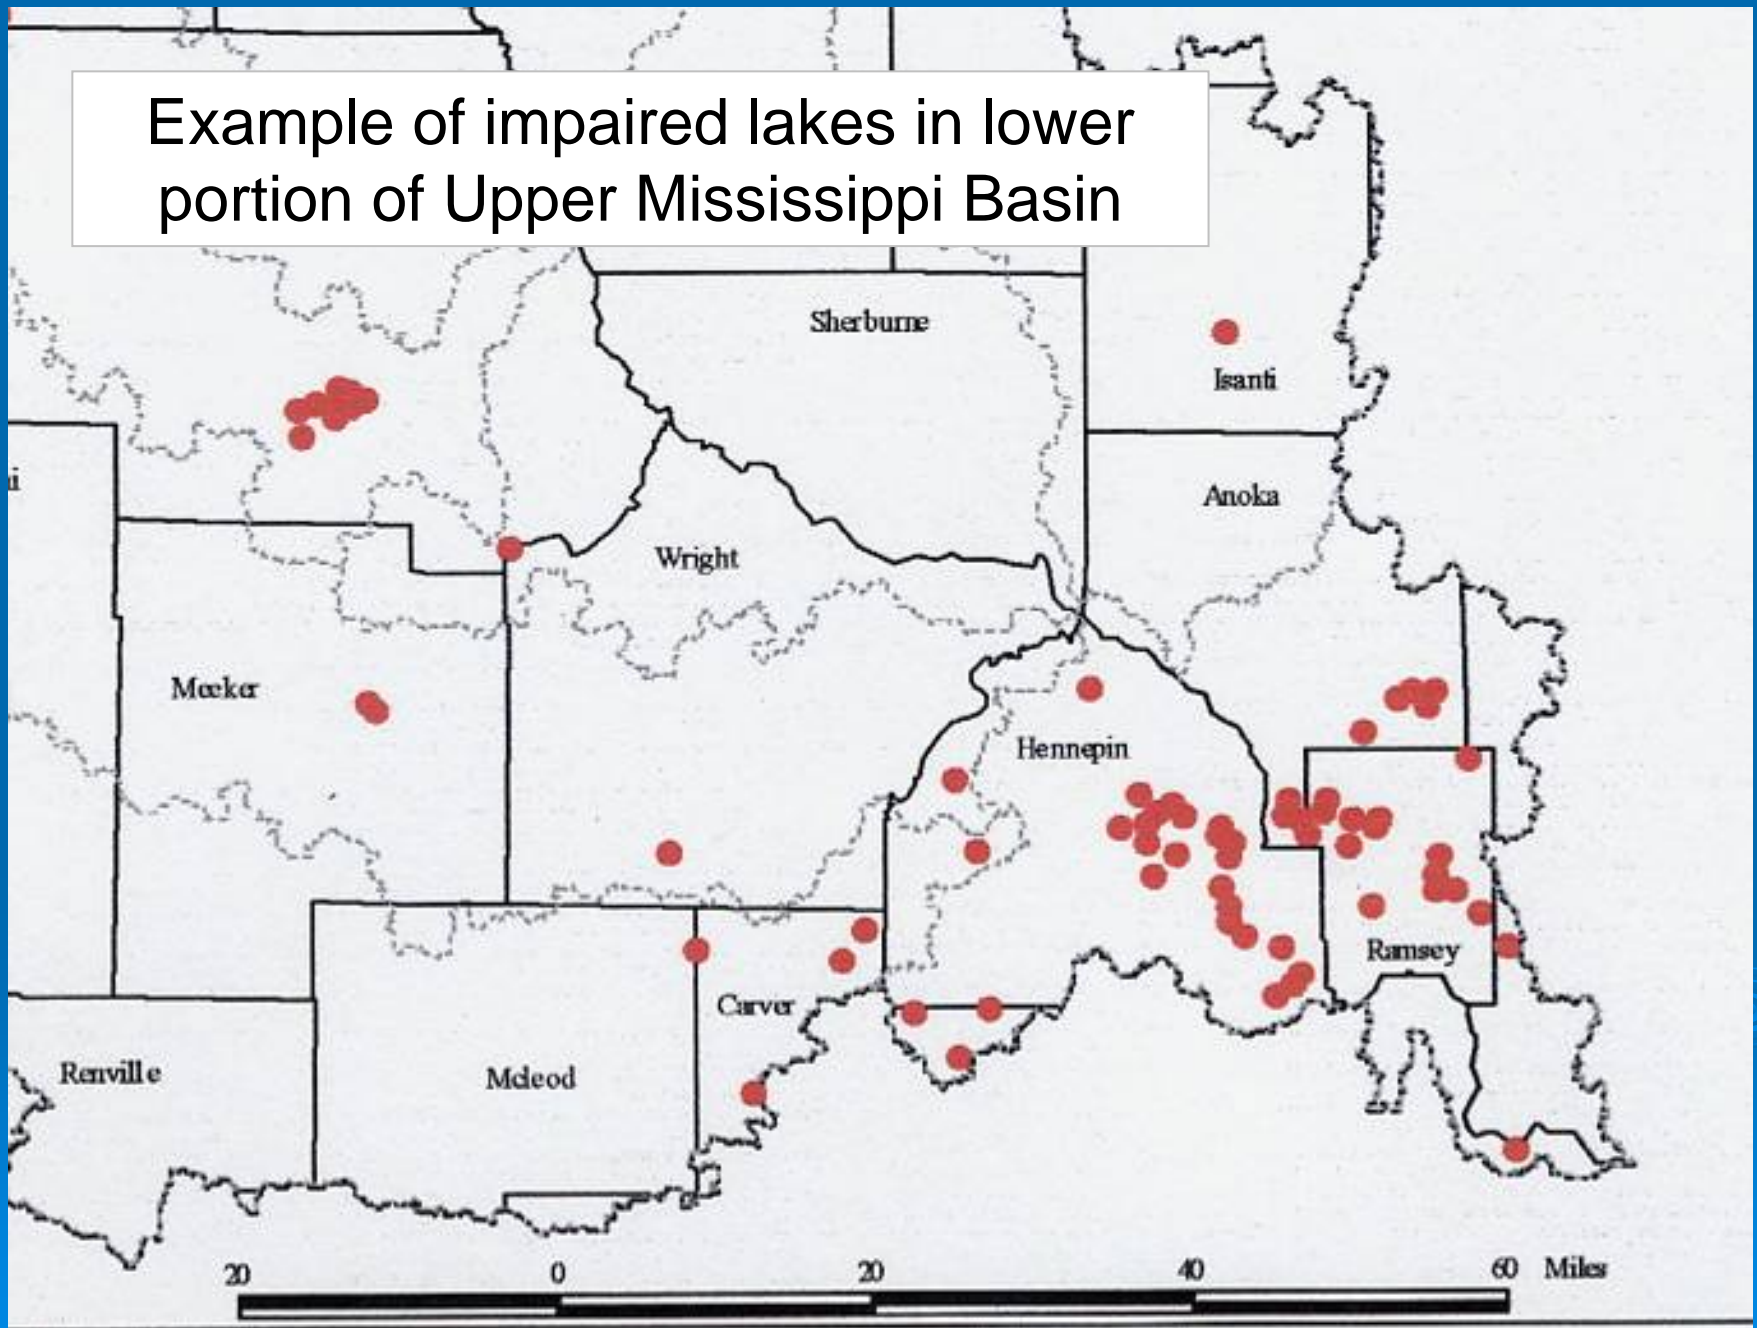 Example of impaired lakes in lower
portion of Upper Mississippi Basin
Sherburne
Isanti
Anoka
Wright
Meeker
Hennepin
Ramsey
Carver
Renville
Mcleod
20 0 20 40 60 Miles